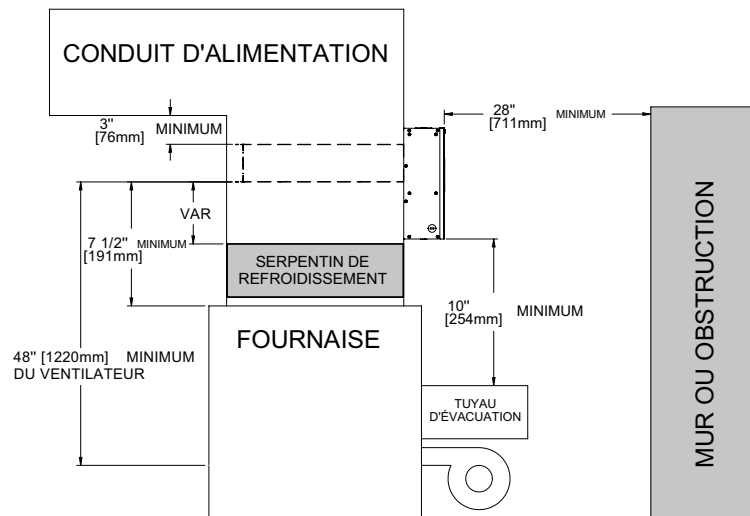 CONDUIT D'ALIMENTATION
3" [76mm] MINIMUM
28" [711mm] MINIMUM
VAR
7 1/2" [191mm] MINIMUM
SERPENTIN DE
REFROIDISSEMENT
10" [254mm] MINIMUM
FOURNAISE
48" [1220mm] MINIMUM
DU VENTILATEUR
TUYAU
D'ÉVACUATION
MUR OU OBSTRUCTION